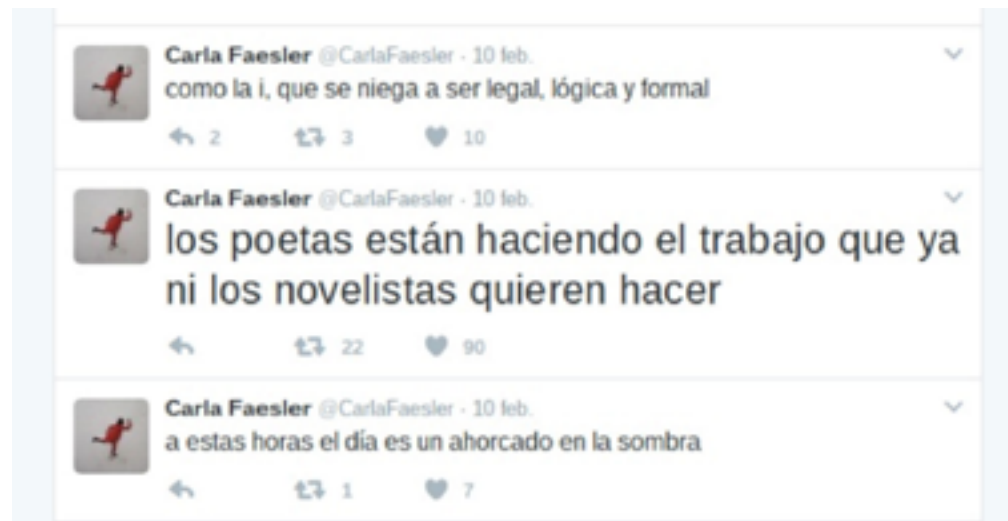 Carla Faesler @CarlaFaesler · 10 feb.
como la i, que se niega a ser legal, lógica y formal
2 3 10
Carla Faesler @CarlaFaesler · 10 feb.
los poetas están haciendo el trabajo que ya
ni los novelistas quieren hacer
22 90
Carla Faesler @CarlaFaesler · 10 feb.
a estas horas el día es un ahorcado en la sombra
1 7